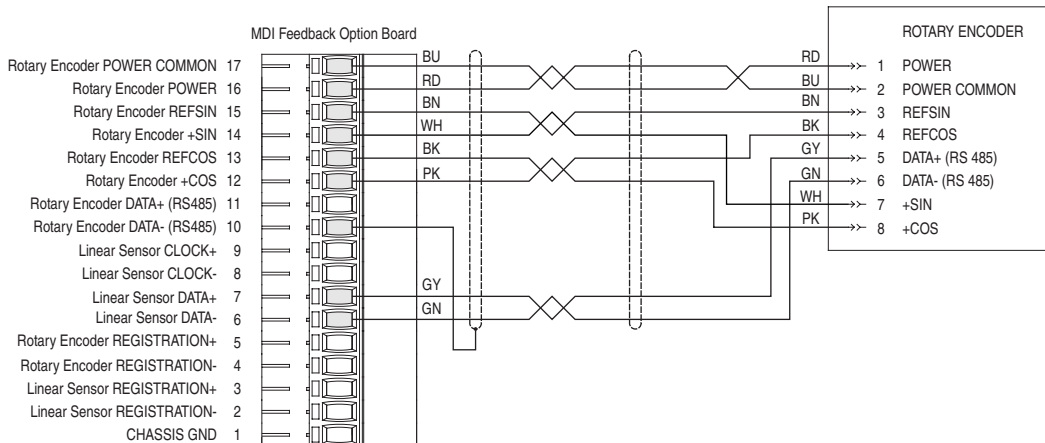 MDI Feedback Option Board
Rotary Encoder POWER COMMON 17
Rotary Encoder POWER 16
Rotary Encoder REFSIN 15
Rotary Encoder +SIN 14
Rotary Encoder REFCOS 13
Rotary Encoder +COS 12
Rotary Encoder DATA+ (RS485) 11
Rotary Encoder DATA- (RS485) 10
Linear Sensor CLOCK+ 9
Linear Sensor CLOCK- 8
Linear Sensor DATA+ 7
Linear Sensor DATA- 6
Rotary Encoder REGISTRATION+ 5
Rotary Encoder REGISTRATION- 4
Linear Sensor REGISTRATION+ 3
Linear Sensor REGISTRATION- 2
CHASSIS GND 1
BU
RD
BN
WH
BK
PK
GY
GN
ROTARY ENCODER
RD 1 POWER
BU 2 POWER COMMON
BN 3 REFSIN
BK 4 REFCOS
GY 5 DATA+ (RS 485)
GN 6 DATA- (RS 485)
WH 7 +SIN
PK 8 +COS